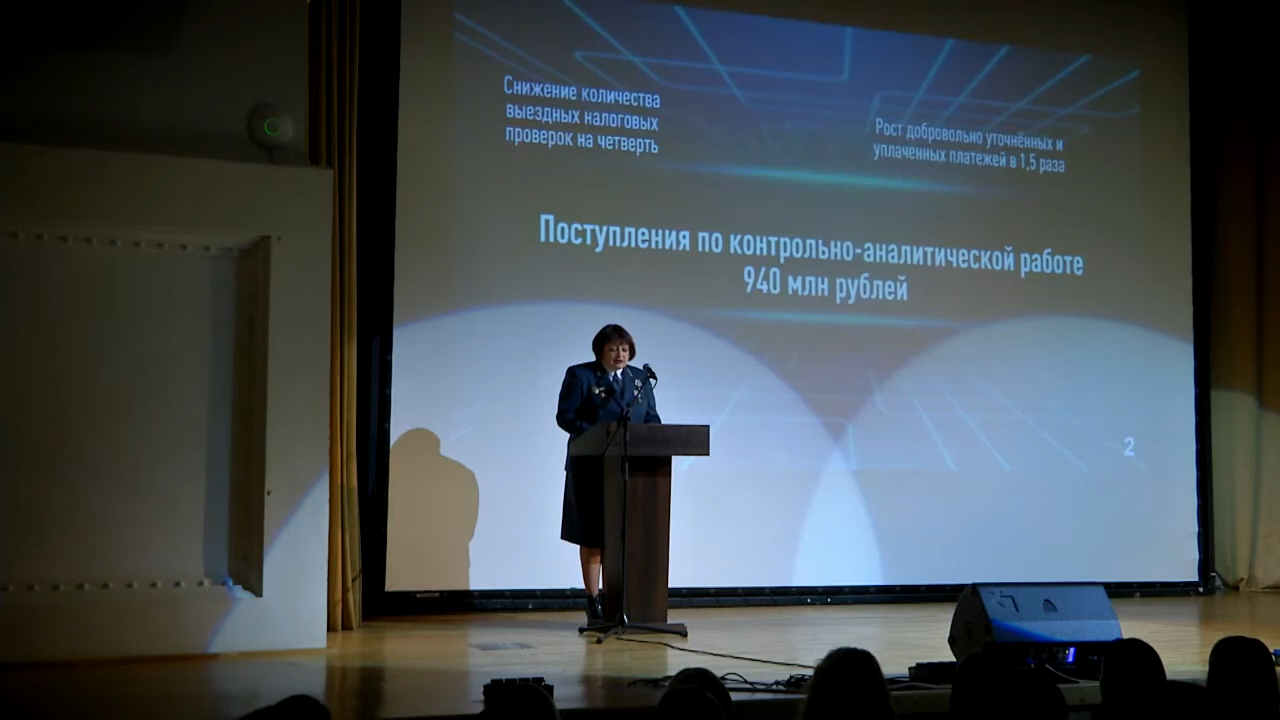 Снижение количества
выездных налоговых
проверок на четверть
Рост добровольно уточнённых и
уплаченных платежей в 1,5 раза
Поступления по контрольно-аналитической работе
940 млн рублей
2